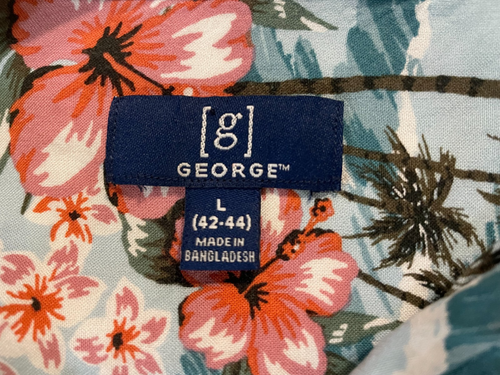 [g]
GEORGE™
L
(42-44)
MADE IN
BANGLADESH